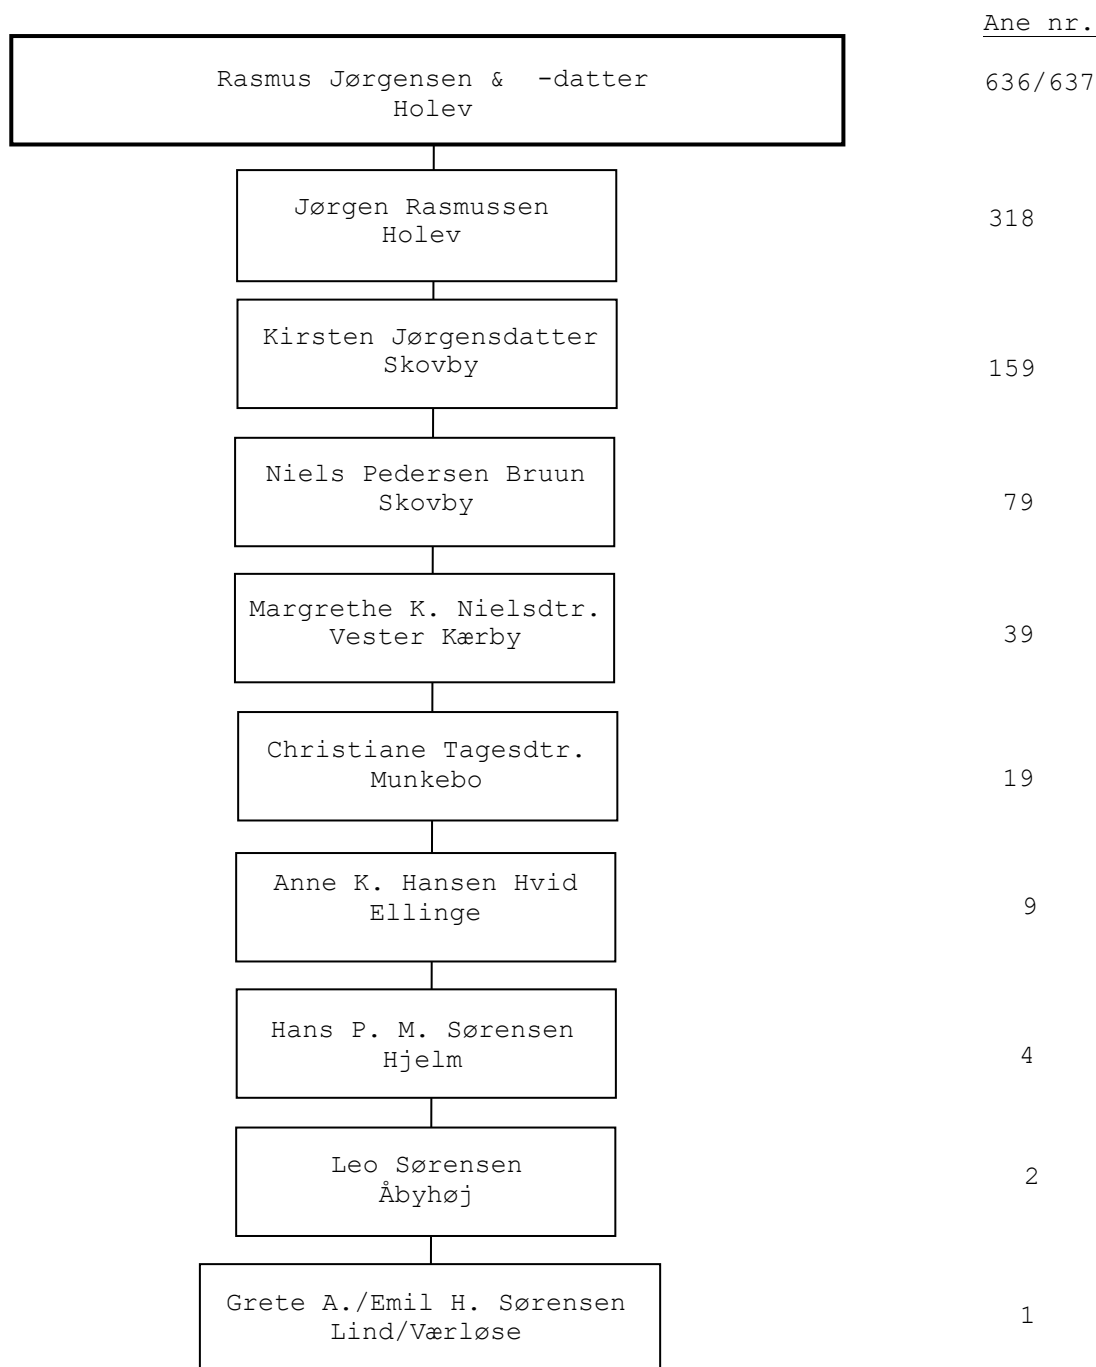 Ane nr.
Rasmus Jørgensen & -datter
636/637
Holev
Jørgen Rasmussen
318
Holev
Kirsten Jørgensdatter
Skovby
159
Niels Pedersen Bruun
Skovby
79
Margrethe K. Nielsdtr.
Vester Kærby
39
Christiane Tagesdtr.
Munkebo
19
Anne K. Hansen Hvid
Ellinge
9
Hans P. M. Sørensen
Hjelm
4
Leo Sørensen
Åbyhøj
2
Grete A./Emil H. Sørensen
Lind/Værløse
1